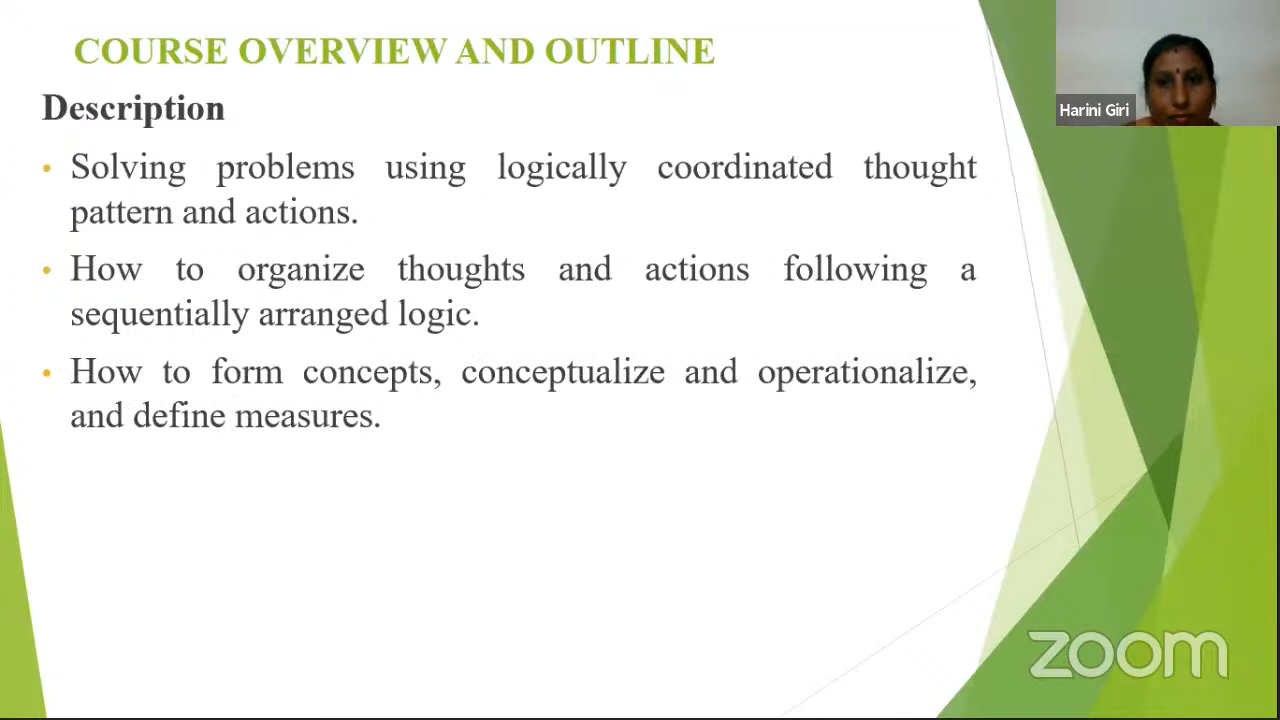 COURSE OVERVIEW AND OUTLINE
Harini Giri
Description
• Solving problems using logically coordinated thought
pattern and actions.
• How to organize thoughts and actions following a
sequentially arranged logic.
• How to form concepts, conceptualize and operationalize,
and define measures.
zoom